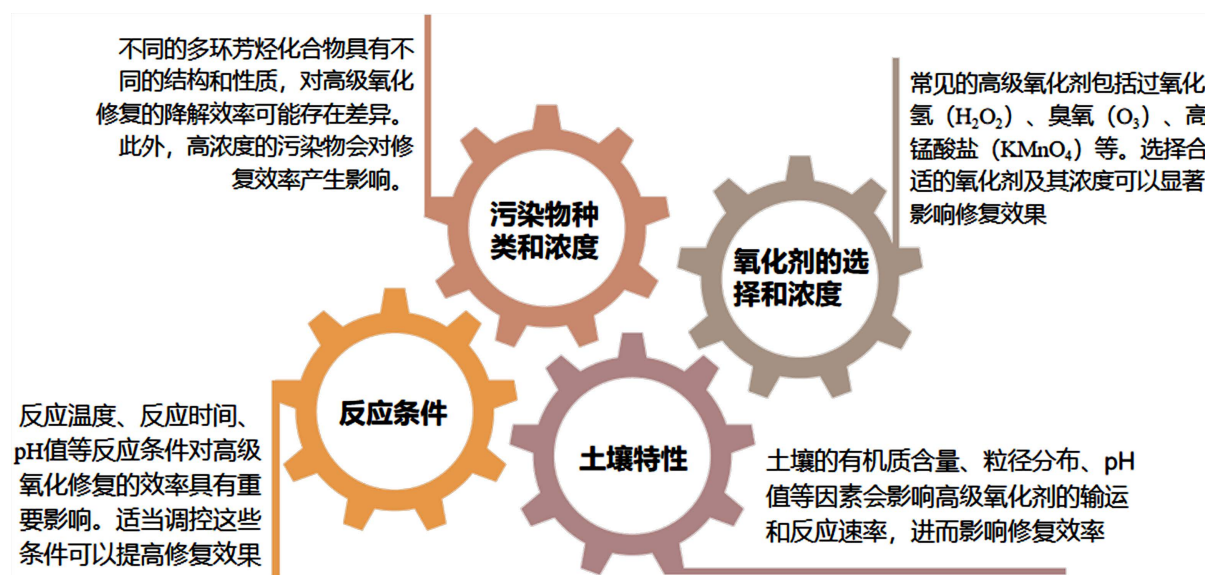 不同的多环芳烃化合物具有不
同的结构和性质，对高级氧化
修复的降解效率可能存在差异。
此外，高浓度的污染物会对修
复效率产生影响。
污染物种
类和浓度
常见的高级氧化剂包括过氧化
氢（H₂O₂）、臭氧（O₃）、高
锰酸盐（KMnO₄）等。选择合
适的氧化剂及其浓度可以显著
影响修复效果
氧化剂的选
择和浓度
反应条件
反应温度、反应时间、
pH值等反应条件对高级
氧化修复的效率具有重
要影响。适当调控这些
条件可以提高修复效果
土壤特性
土壤的有机质含量、粒径分布、pH
值等因素会影响高级氧化剂的输运
和反应速率，进而影响修复效率